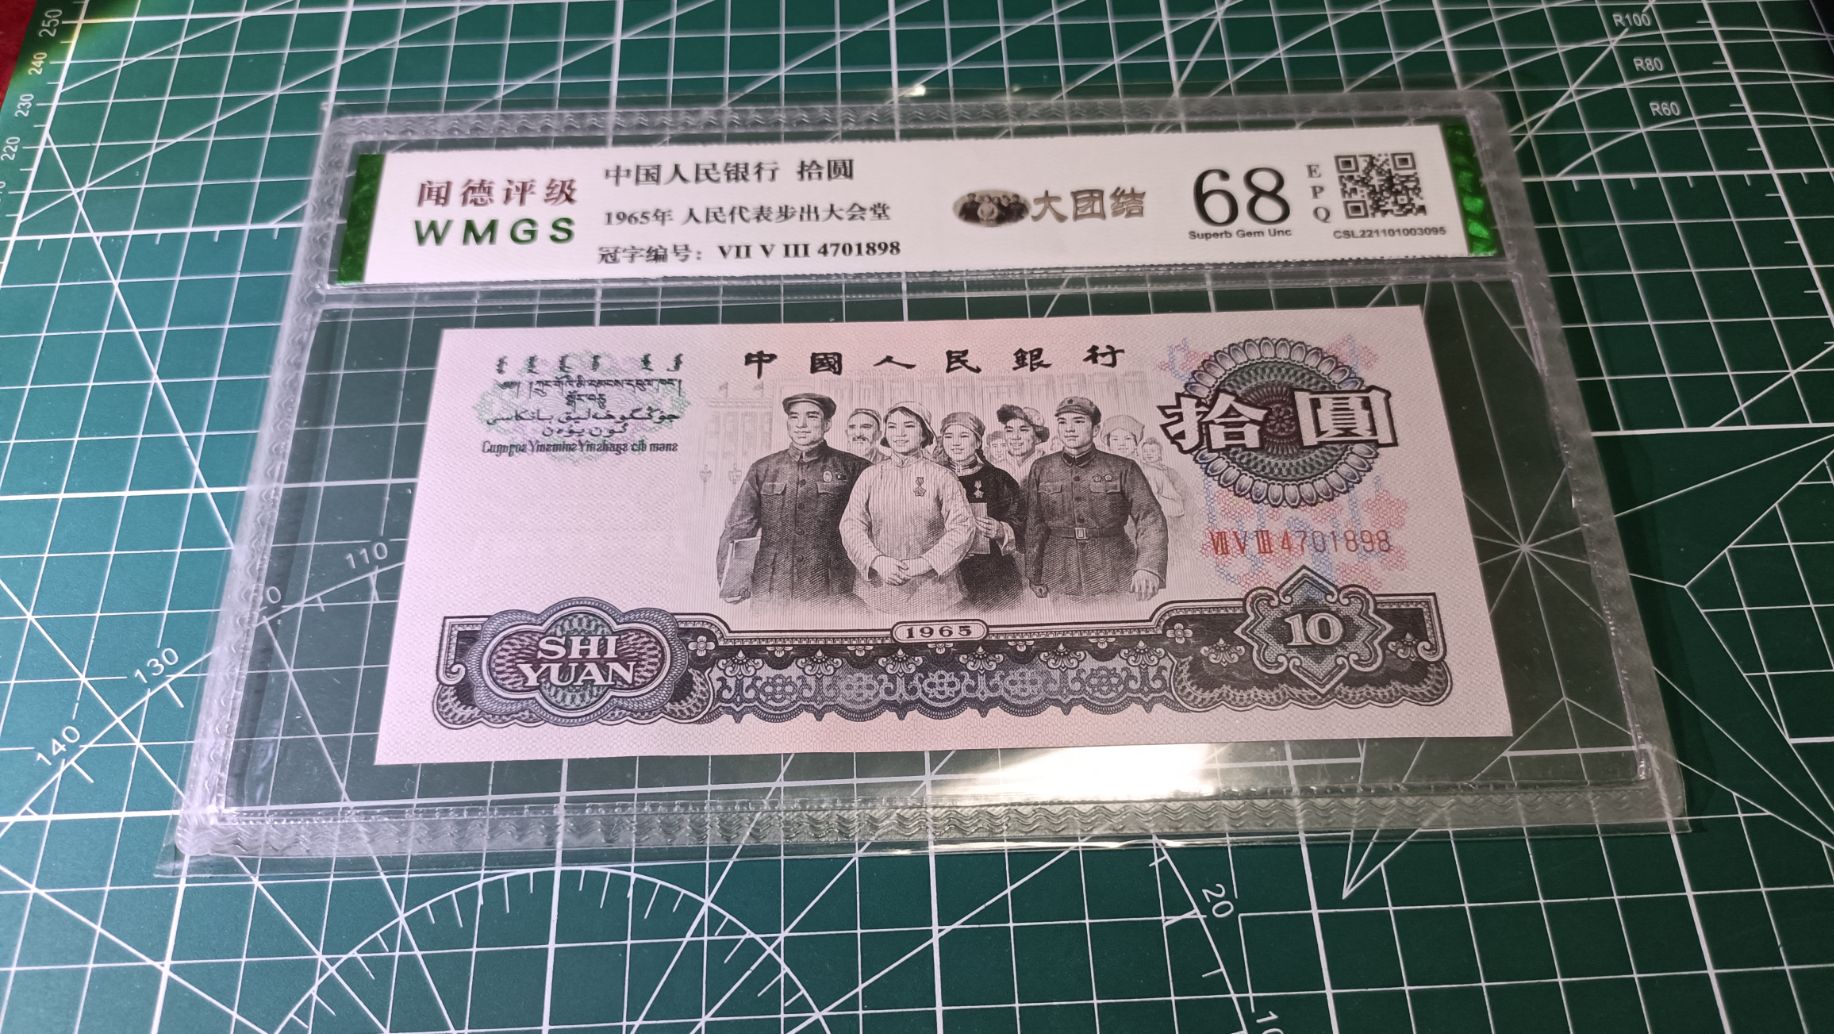 闻德评级
WMGS
中国人民银行 拾圆
1965年 人民代表步出大会堂
冠字编号: VII V III 4701898
大团结
68
EPQ
Superb Gem Unc
CSL221101003095
中國人民銀行
拾圓
VII V III 4701898
1965
SHI
YUAN
10
R100
R80
R60
250
240
230
220
110
130
140
20